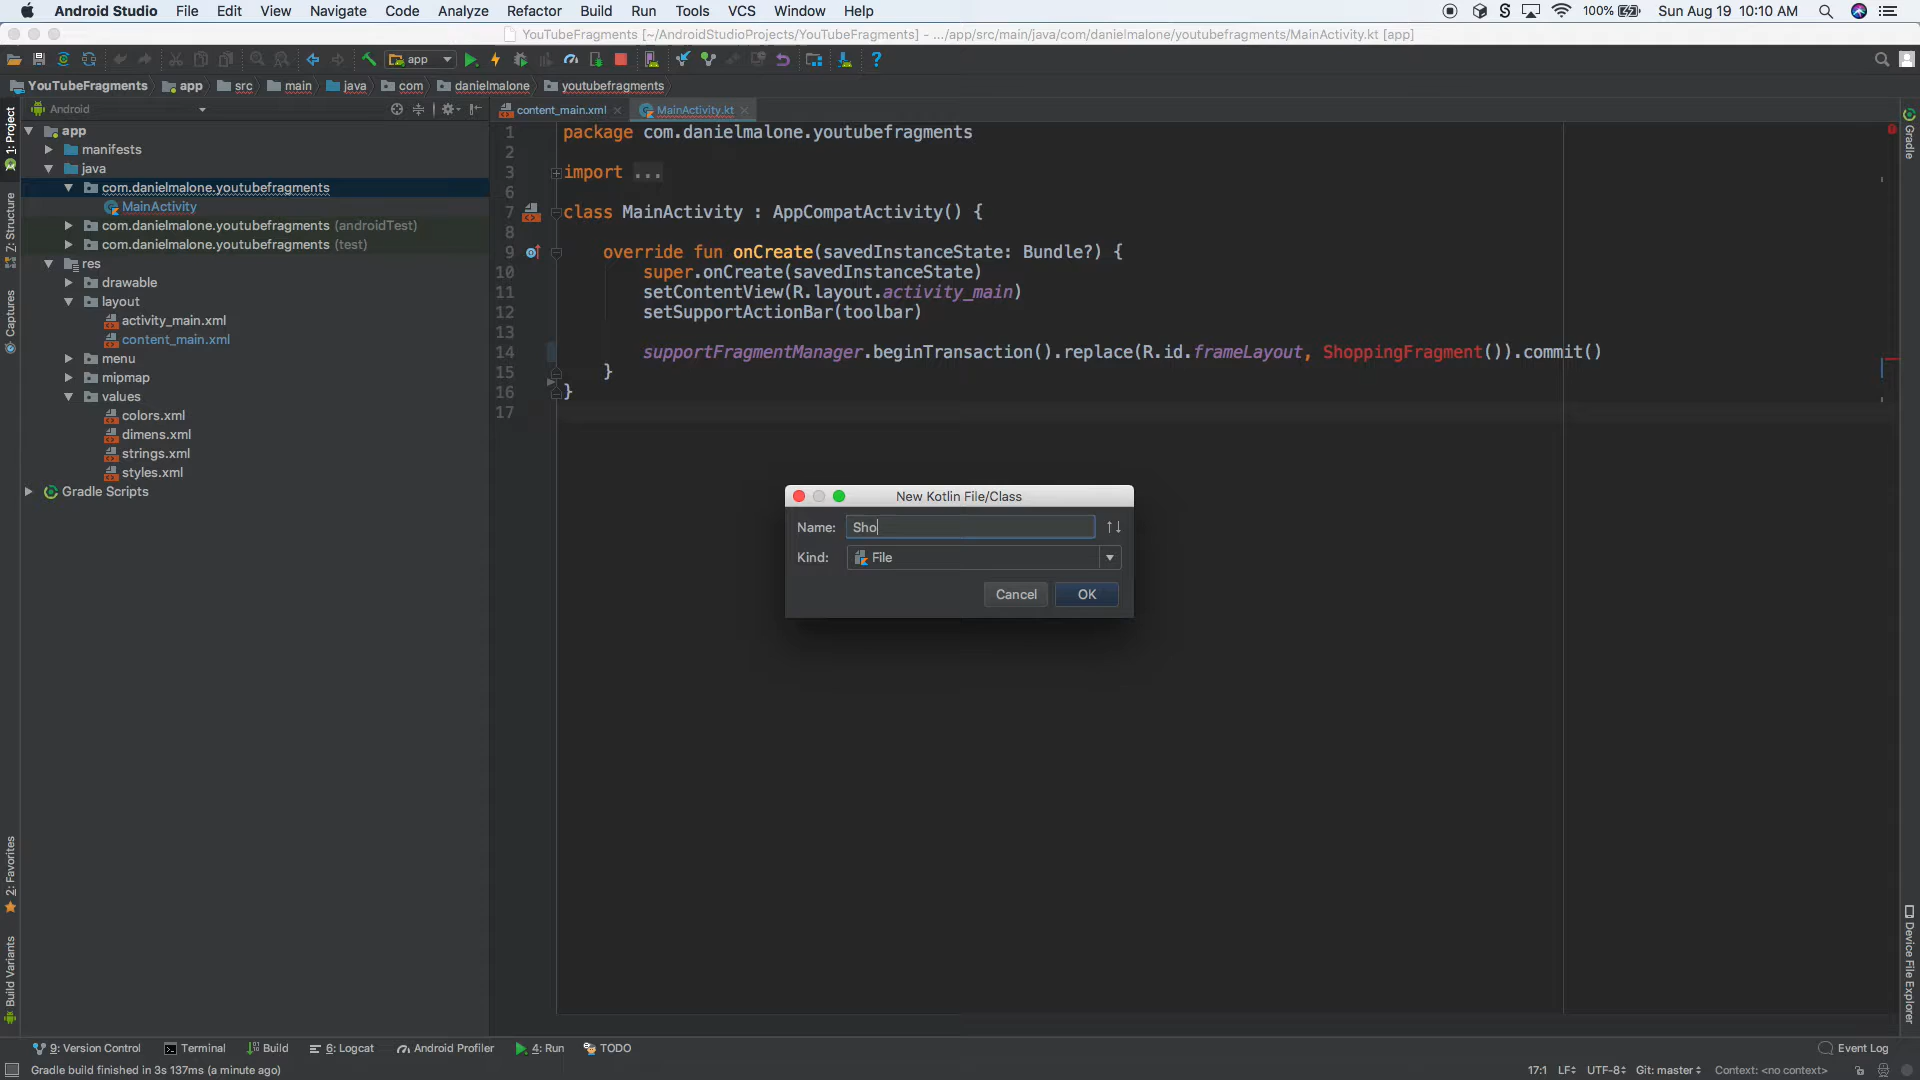 Android Studio File Edit View Navigate Code Analyze Refactor Build Run Tools VCS Window Help 100% Sun Aug 19 10:10 AM
YouTubeFragments [~/AndroidStudioProjects/YouTubeFragments] - .../app/src/main/java/com/danielmalone/youtubefragments/MainActivity.kt [app]
app
YouTubeFragments app src main java com danielmalone youtubefragments
Android
content_main.xml MainActivity.kt
1: Project
Z: Structure
Captures
2: Favorites
Build Variants
app
manifests
java
com.danielmalone.youtubefragments
MainActivity
com.danielmalone.youtubefragments (androidTest)
com.danielmalone.youtubefragments (test)
res
drawable
layout
activity_main.xml
content_main.xml
menu
mipmap
values
colors.xml
dimens.xml
strings.xml
styles.xml
Gradle Scripts
1 package com.danielmalone.youtubefragments
2
3 import ...
6
7 class MainActivity : AppCompatActivity() {
8
9 override fun onCreate(savedInstanceState: Bundle?) {
10 super.onCreate(savedInstanceState)
11 setContentView(R.layout.activity_main)
12 setSupportActionBar(toolbar)
13
14 supportFragmentManager.beginTransaction().replace(R.id.frameLayout, ShoppingFragment()).commit()
15 }
16 }
17
New Kotlin File/Class
Name: Sho
Kind: File
Cancel OK
Gradle
Device File Explorer
9: Version Control Terminal Build 6: Logcat Android Profiler 4: Run TODO Event Log
Gradle build finished in 3s 137ms (a minute ago) 17:1 LF UTF-8 Git: master Context: <no context>